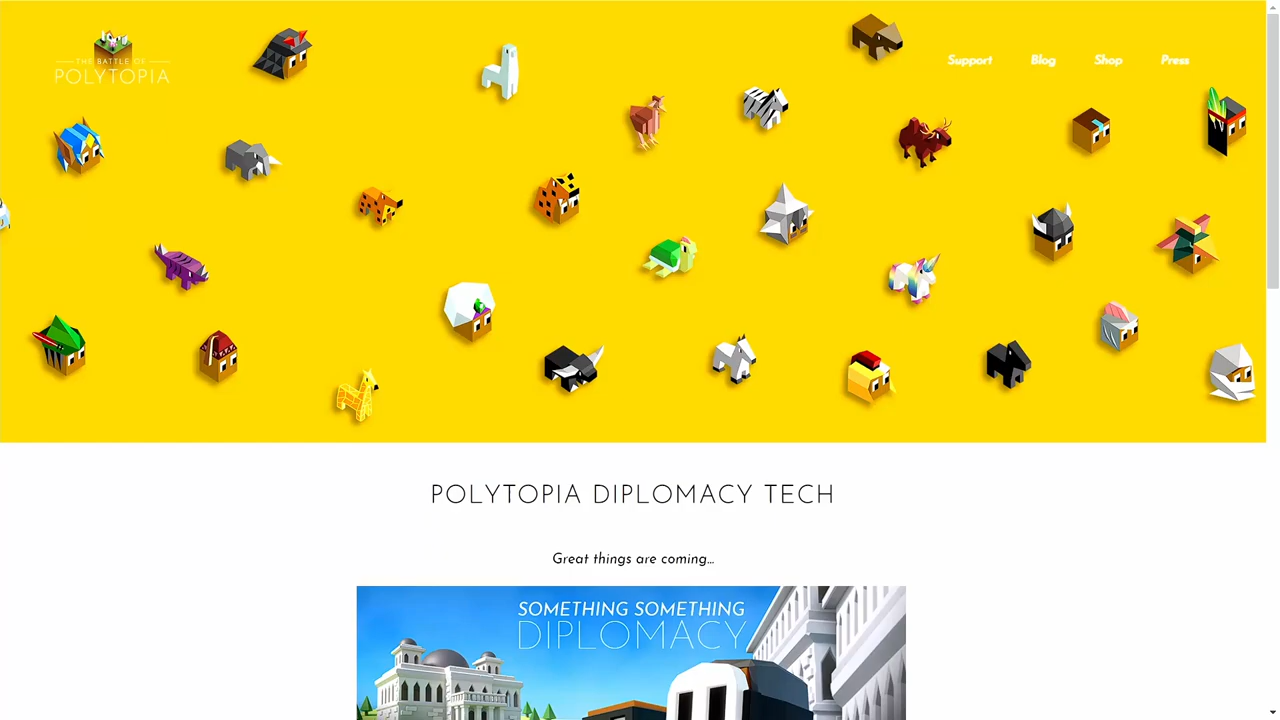 THE BATTLE OF
POLYTOPIA
Support Blog Shop Press
POLYTOPIA DIPLOMACY TECH
Great things are coming...
SOMETHING SOMETHING
DIPLOMACY